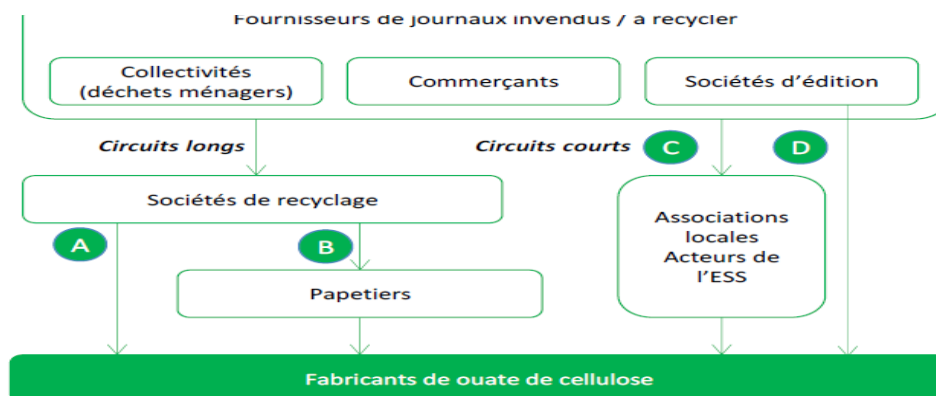 Fournisseurs de journaux invendus / à recycler
Collectivités
(déchets ménagers)
Commerçants
Sociétés d'édition
Circuits longs
Circuits courts
C
D
Sociétés de recyclage
A
B
Associations
locales
Acteurs de
l'ESS
Papetiers
Fabricants de ouate de cellulose